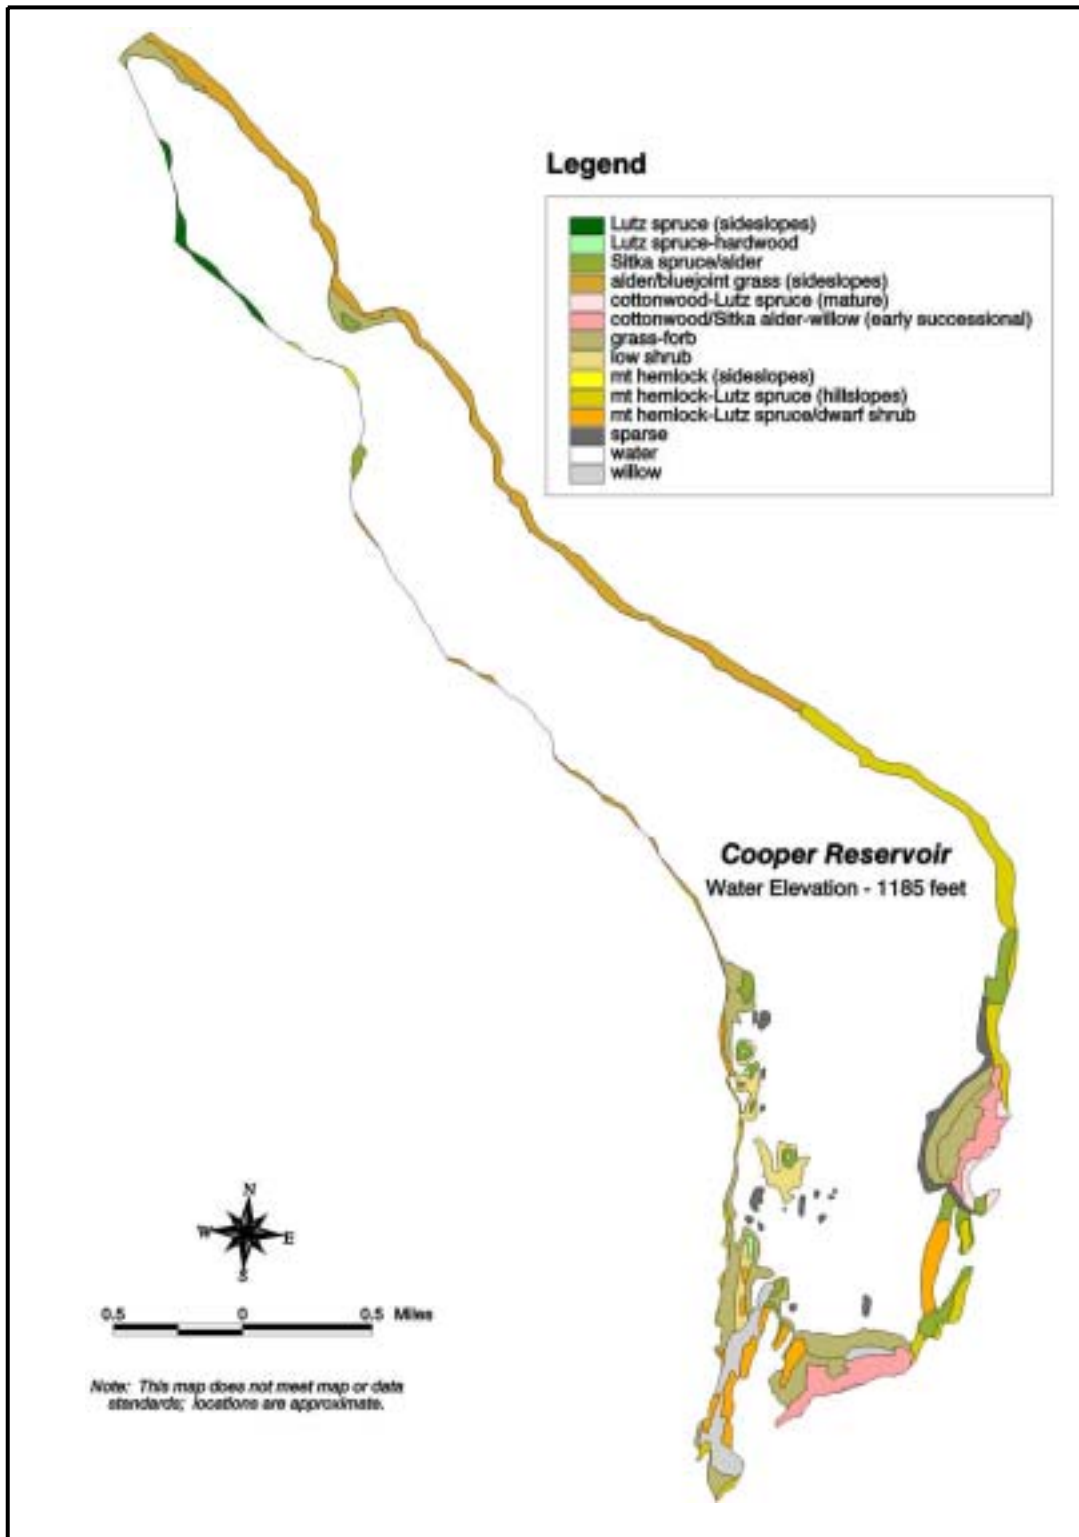 Legend
Lutz spruce (sideslopes)
Lutz spruce-hardwood
Sitka spruce/alder
alder/bluejoint grass (sideslopes)
cottonwood-Lutz spruce (mature)
cottonwood/Sitka alder-willow (early successional)
grass-forb
low shrub
mt hemlock (sideslopes)
mt hemlock-Lutz spruce (hillslopes)
mt hemlock-Lutz spruce/dwarf shrub
sparse
water
willow
Cooper Reservoir
Water Elevation - 1185 feet
N
W E
S
0.5 0 0.5 Miles
Note: This map does not meet map or data
standards; locations are approximate.